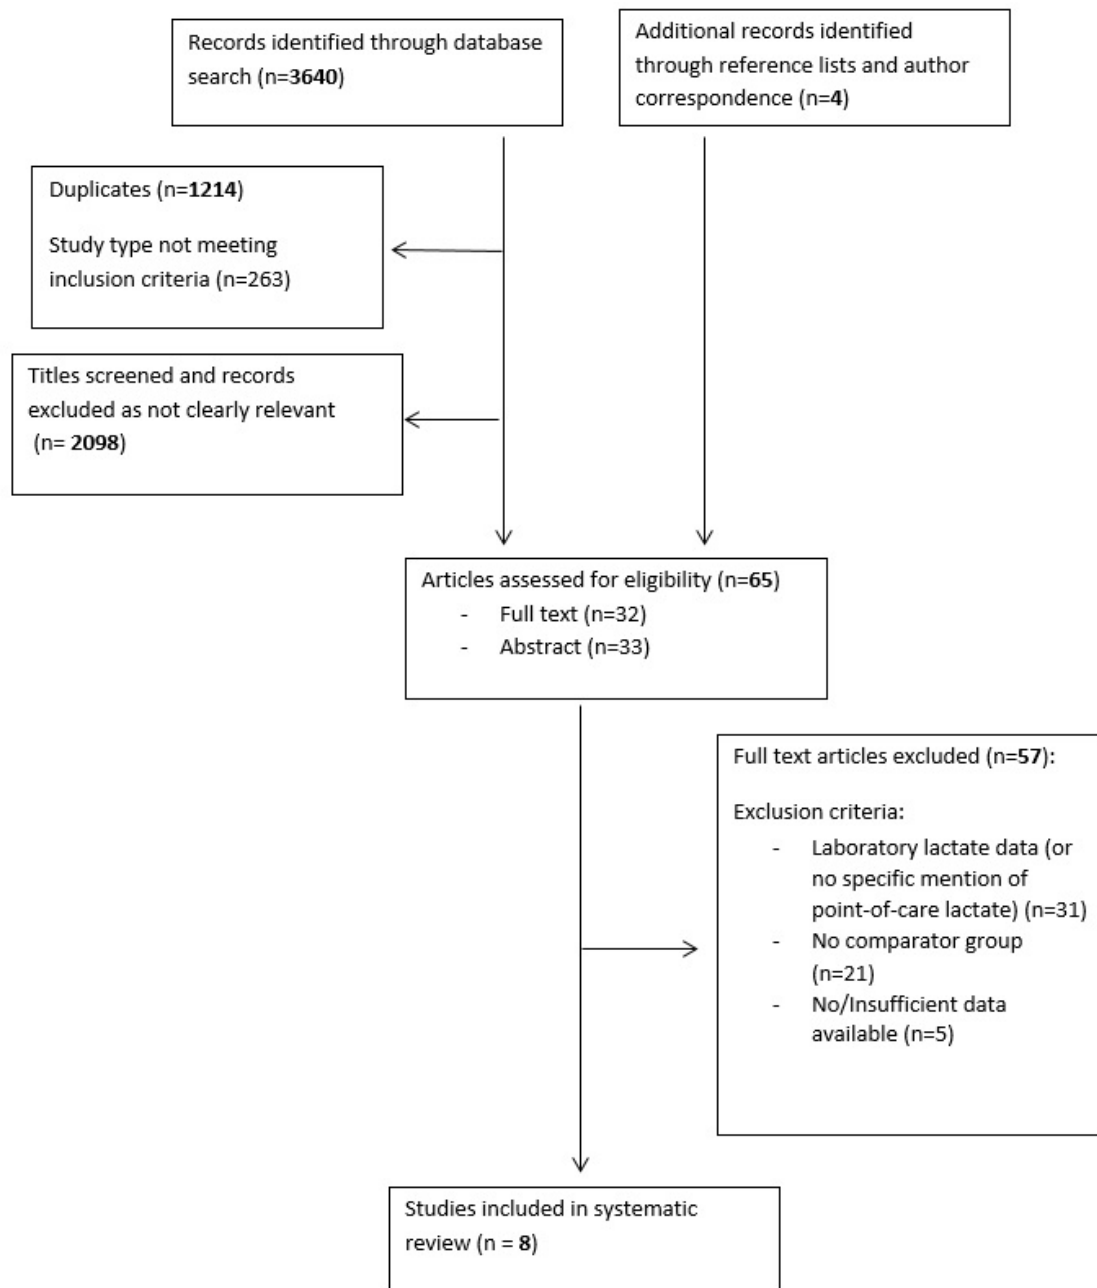 Records identified through database
search (n=3640)
Additional records identified
through reference lists and author
correspondence (n=4)
Duplicates (n=1214)
Study type not meeting
inclusion criteria (n=263)
Titles screened and records
excluded as not clearly relevant
(n= 2098)
Articles assessed for eligibility (n=65)
- Full text (n=32)
- Abstract (n=33)
Full text articles excluded (n=57):
Exclusion criteria:
- Laboratory lactate data (or
no specific mention of
point-of-care lactate) (n=31)
- No comparator group
(n=21)
- No/Insufficient data
available (n=5)
Studies included in systematic
review (n = 8)